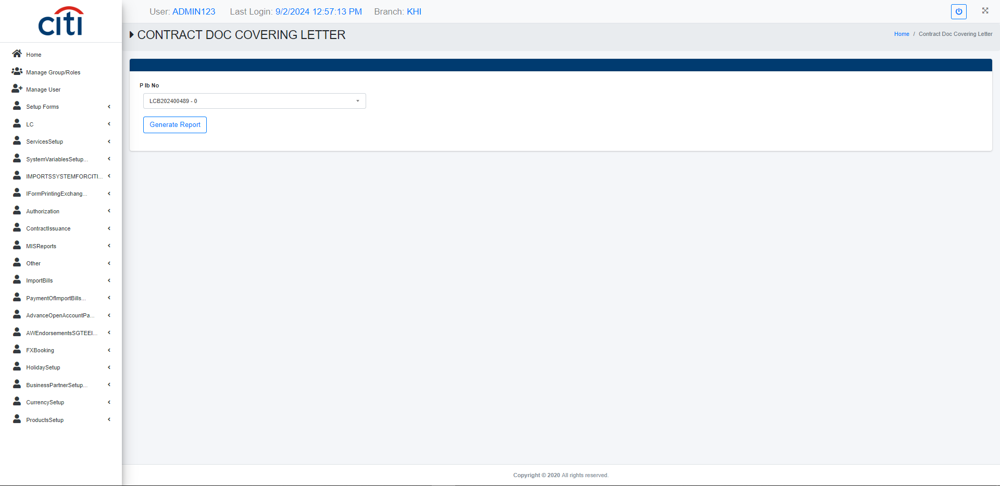 citi
User: ADMIN123 Last Login: 9/2/2024 12:57:13 PM Branch: KHI
CONTRACT DOC COVERING LETTER
Home / Contract Doc Covering Letter
Home
Manage Group/Roles
Manage User
Setup Forms
LC
ServicesSetup
SystemVariablesSetup...
IMPORTSSYSTEMFORCITI...
IFormPrintingExchang...
Authorization
ContractIssuance
MISReports
Other
ImportBills
PaymentOfImportBills...
AdvanceOpenAccountPa...
AWEndorsementsSGTEEI...
FXBooking
HolidaySetup
BusinessPartnerSetup...
CurrencySetup
ProductsSetup
P Ib No
LCB202400489 - 0
Generate Report
Copyright © 2020 All rights reserved.